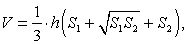 V = 1/3 · h(S₁ + √S₁S₂ + S₂),